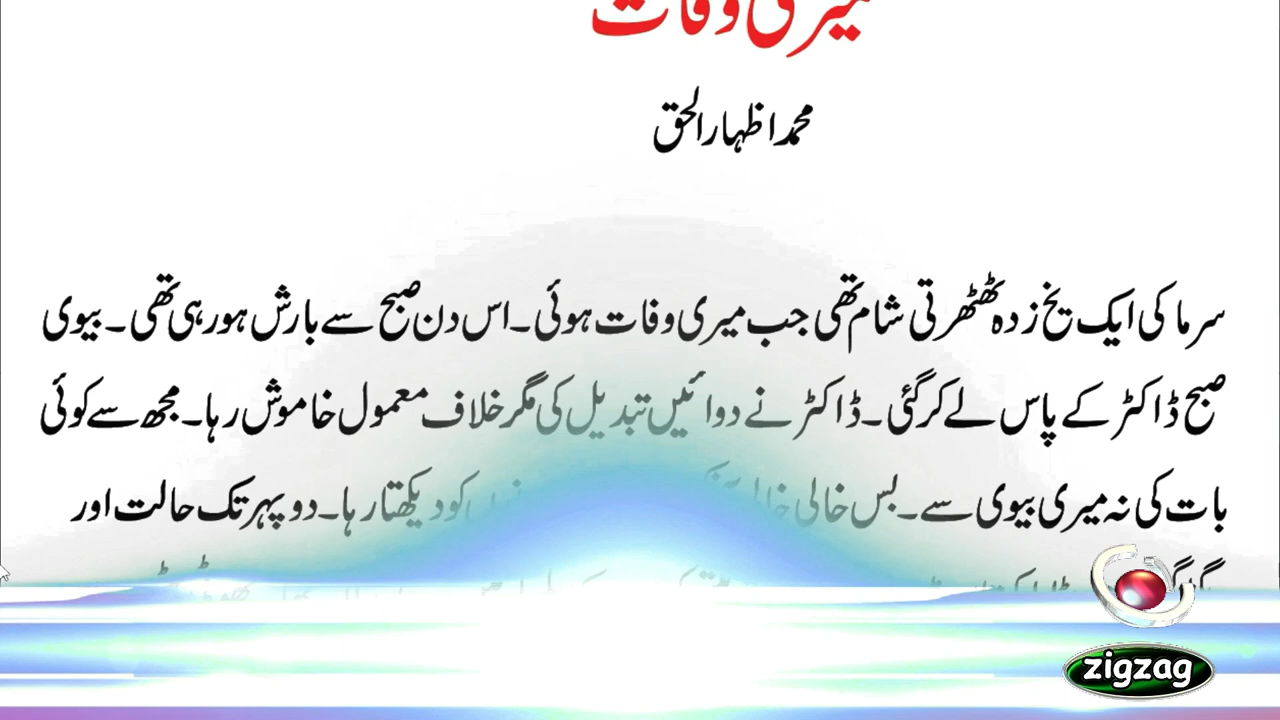 میری وفات
محمد اظہار الحق
سرما کی ایک یخ زدہ ٹھٹھرتی شام تھی جب میری وفات ہوئی۔ اس دن صبح سے بارش ہو رہی تھی۔ بیوی
صبح ڈاکٹر کے پاس لے کر گئی۔ ڈاکٹر نے دوائیں تبدیل کی مگر خلاف معمول خاموش رہا۔ مجھ سے کوئی
بات کی نہ میری بیوی سے۔ بس خالی خالی کو دیکھتا رہا۔ دوپہر تک حالت اور
zigzag